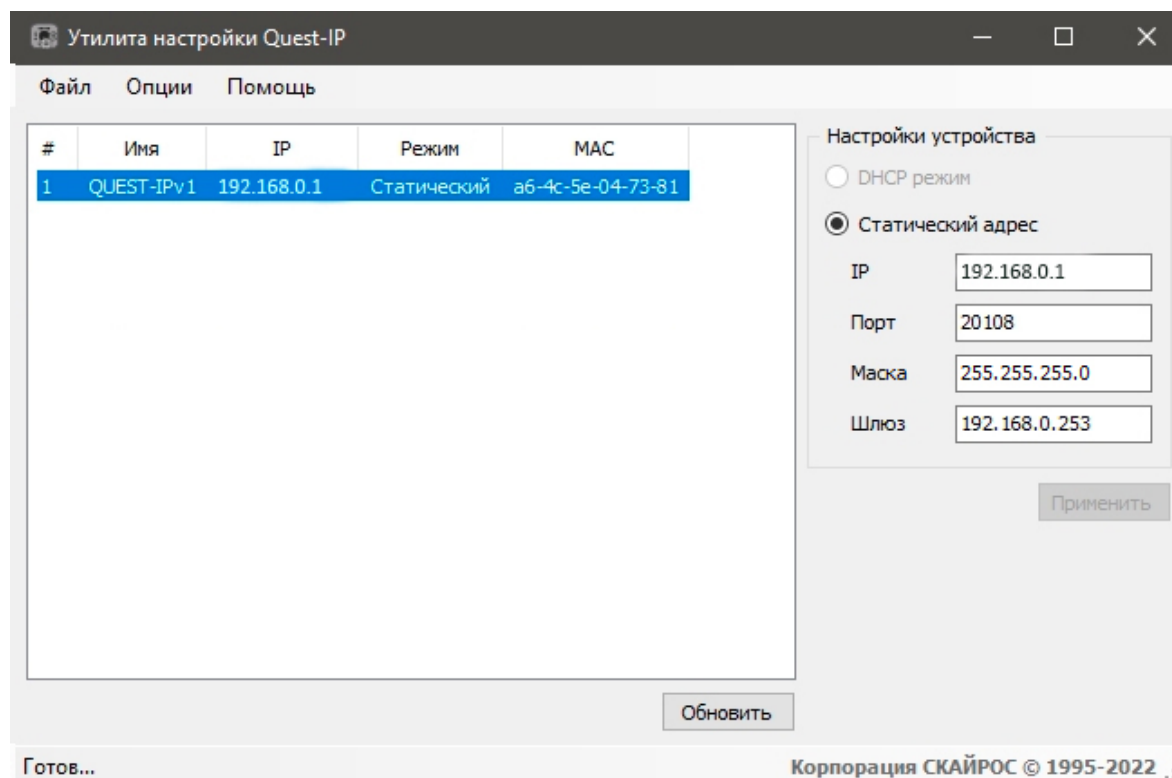 Утилита настройки Quest-IP
Файл Опции Помощь
# Имя IP Режим MAC
1 QUEST-IPv1 192.168.0.1 Статический a6-4c-5e-04-73-81
Настройки устройства
DHCP режим
Статический адрес
IP 192.168.0.1
Порт 20108
Маска 255.255.255.0
Шлюз 192.168.0.253
Применить
Обновить
Готов...
Корпорация СКАЙРОС © 1995-2022